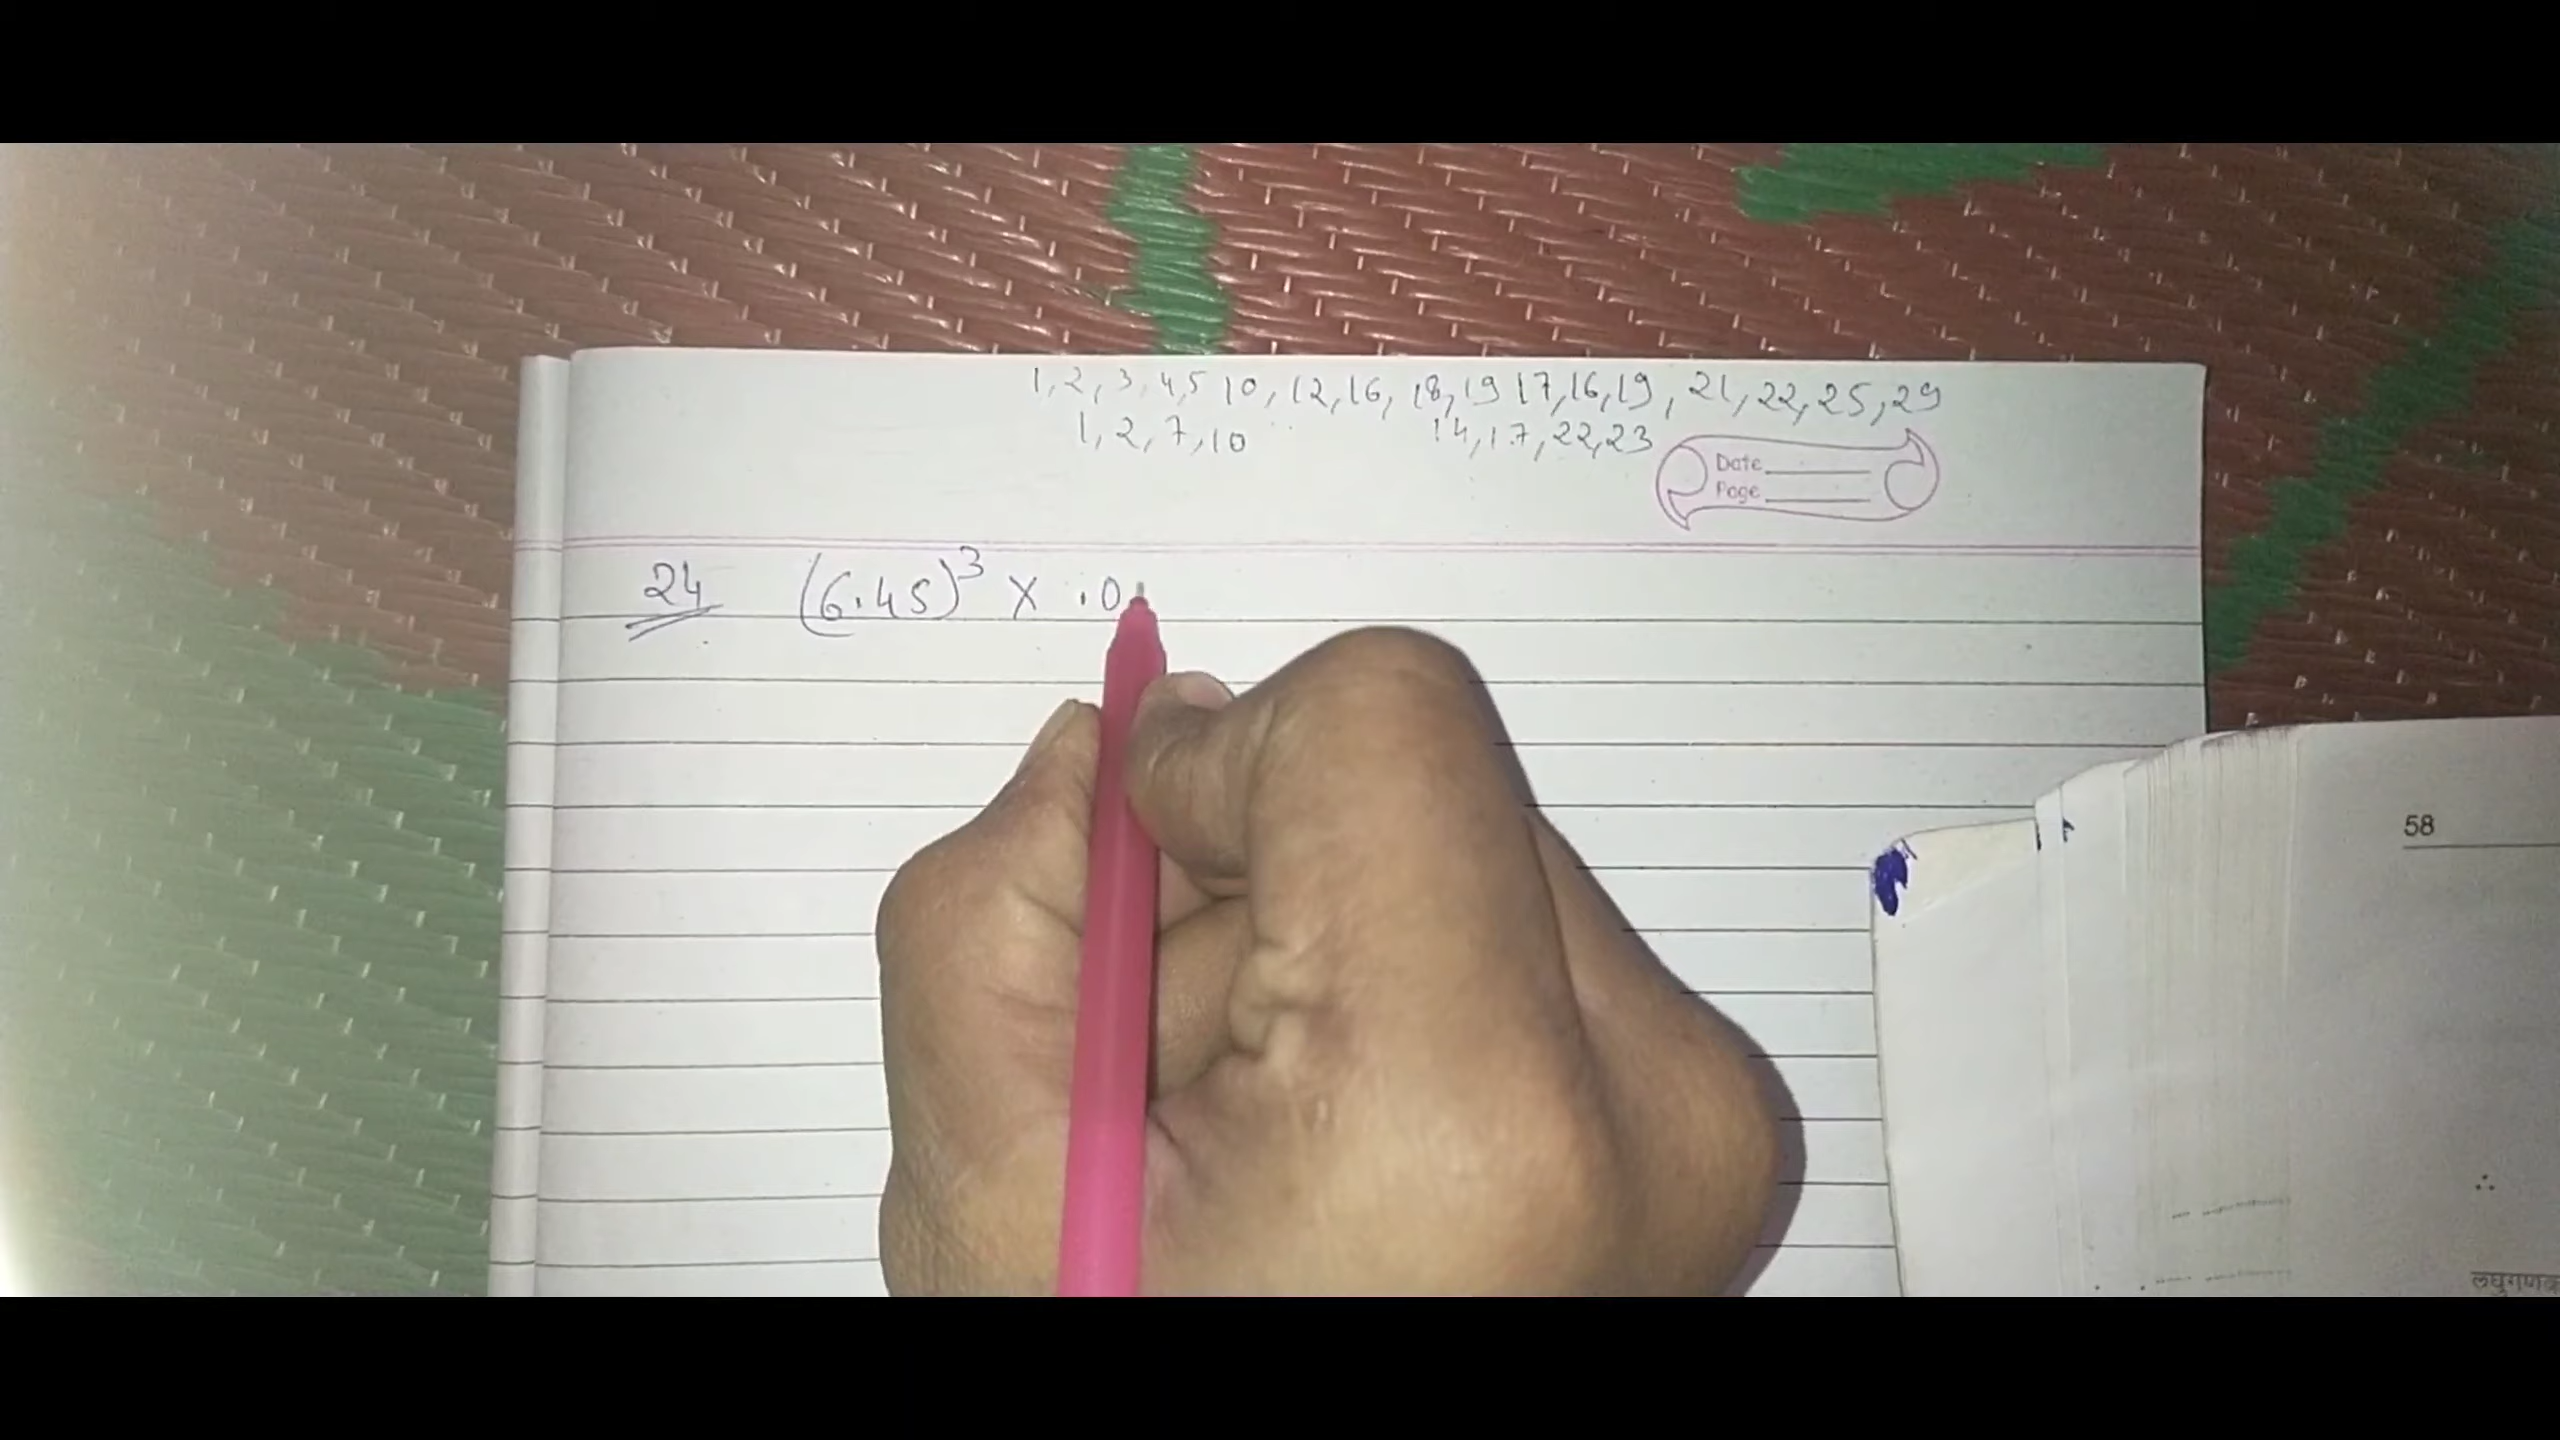 1, 2, 3, 4, 5 10, 12, 16, 18, 19 17, 16, 19, 21, 22, 25, 29
1, 2, 7, 10 14, 17, 22, 23
Date
Page
24 (6.45)³ × .0
58
∴